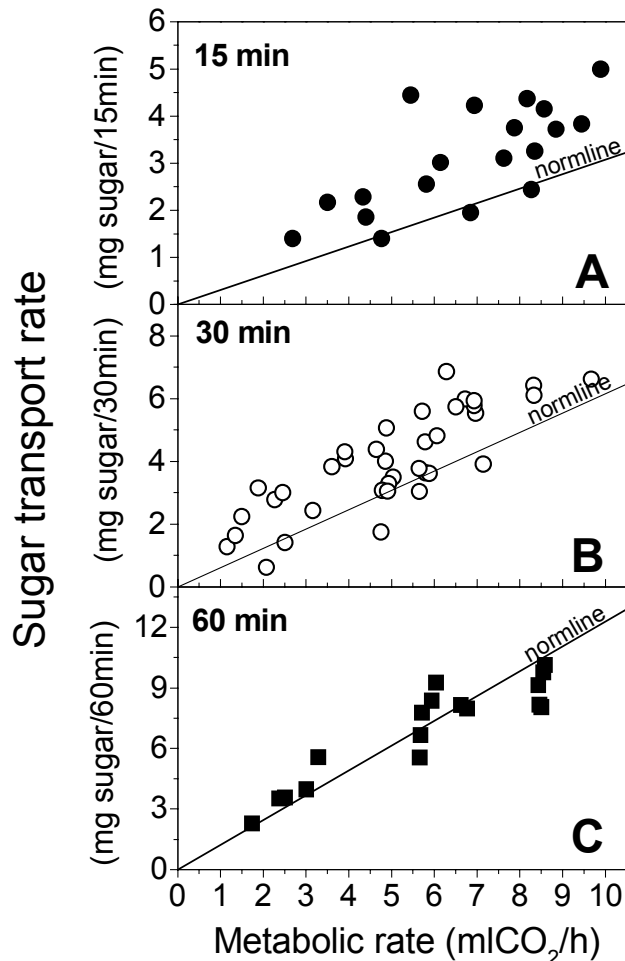 Sugar transport rate
(mg sugar/15min)
6
5
4
3
2
1
0
15 min
normline
A
(mg sugar/30min)
8
6
4
2
0
30 min
normline
B
(mg sugar/60min)
12
9
6
3
0
60 min
normline
C
0 1 2 3 4 5 6 7 8 9 10
Metabolic rate (mlCO₂/h)